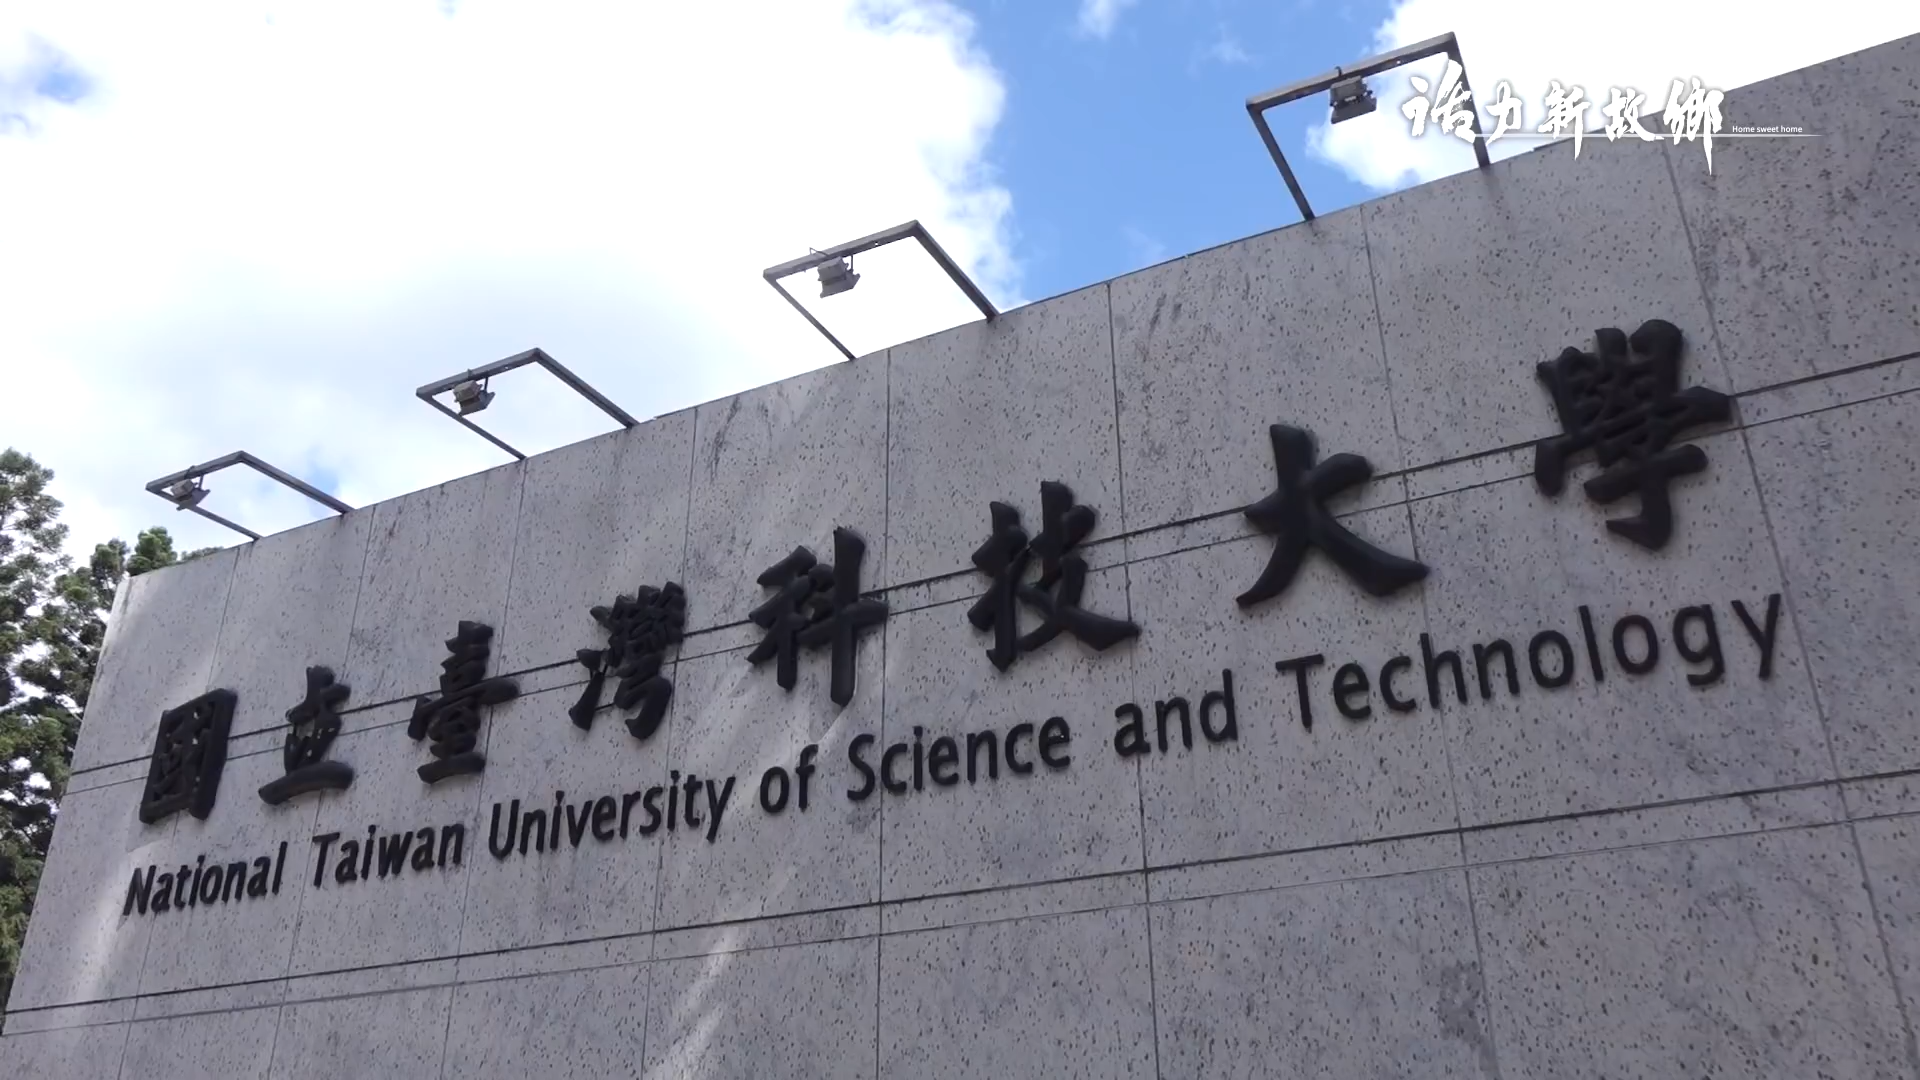 活力新故鄉
Home sweet home
國立臺灣科技大學
National Taiwan University of Science and Technology